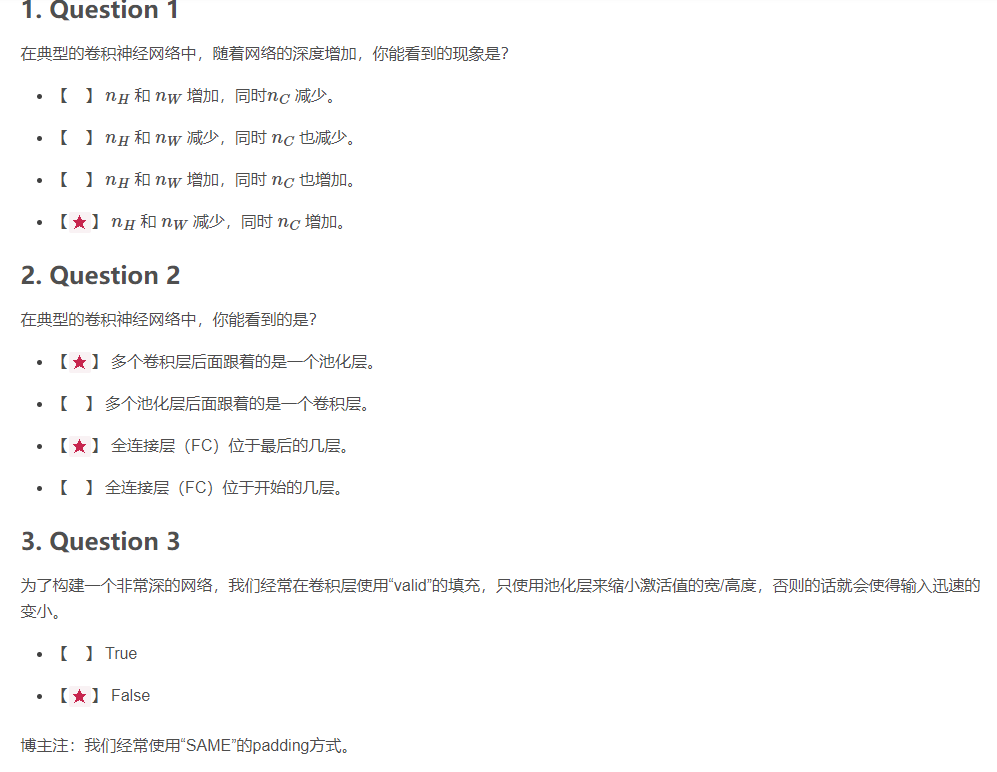 1. Question 1
在典型的卷积神经网络中，随着网络的深度增加，你能看到的现象是？
• 【　】 n_H 和 n_W 增加，同时n_C 减少。
• 【　】 n_H 和 n_W 减少，同时 n_C 也减少。
• 【　】 n_H 和 n_W 增加，同时 n_C 也增加。
• 【★】 n_H 和 n_W 减少，同时 n_C 增加。
2. Question 2
在典型的卷积神经网络中，你能看到的是？
• 【★】 多个卷积层后面跟着的是一个池化层。
• 【　】 多个池化层后面跟着的是一个卷积层。
• 【★】 全连接层（FC）位于最后的几层。
• 【　】 全连接层（FC）位于开始的几层。
3. Question 3
为了构建一个非常深的网络，我们经常在卷积层使用“valid”的填充，只使用池化层来缩小激活值的宽/高度，否则的话就会使得输入迅速的
变小。
• 【　】 True
• 【★】 False
博主注：我们经常使用“SAME”的padding方式。